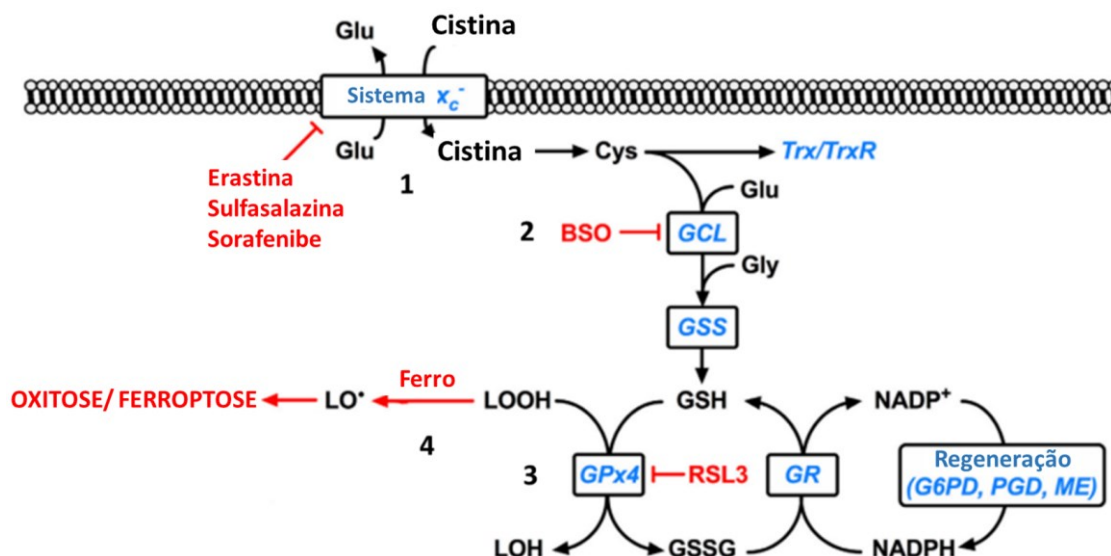 Glu
Cistina
Sistema x_c^-
Glu
Cistina
Cys
Trx/TrxR
Erastina
Sulfasalazina
Sorafenibe
1
Glu
2
BSO
GCL
Gly
GSS
OXITOSE/ FERROPTOSE
LO•
Ferro
LOOH
GSH
NADP+
4
3
GPx4
RSL3
GR
Regeneração
(G6PD, PGD, ME)
LOH
GSSG
NADPH